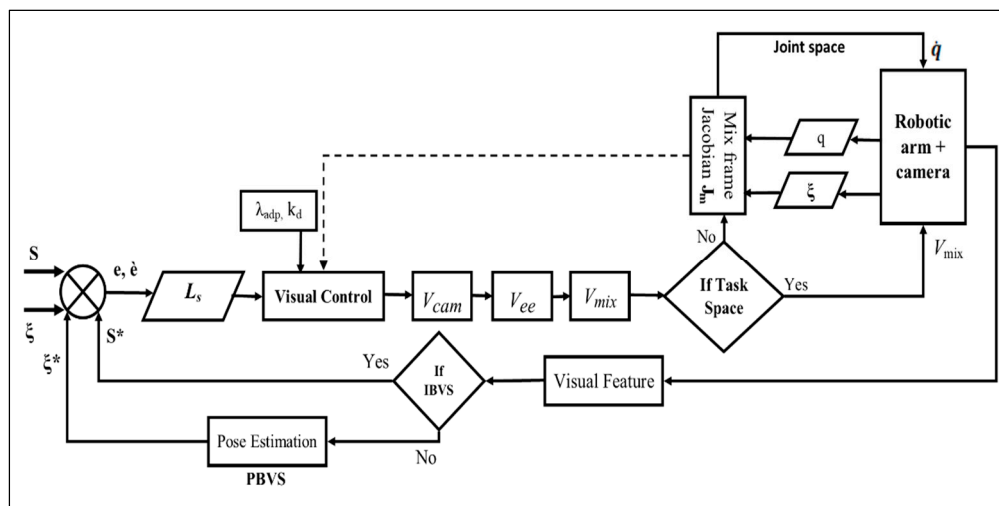 Joint space
q̇
Mix frame
Jacobian Jm
q
ξ
Robotic
arm +
camera
λadp, kd
No
Vmix
S
e, è
Ls
Visual Control
Vcam
Vee
Vmix
If Task
Space
Yes
ξ
S*
ξ*
Yes
If
IBVS
Visual Feature
Pose Estimation
No
PBVS